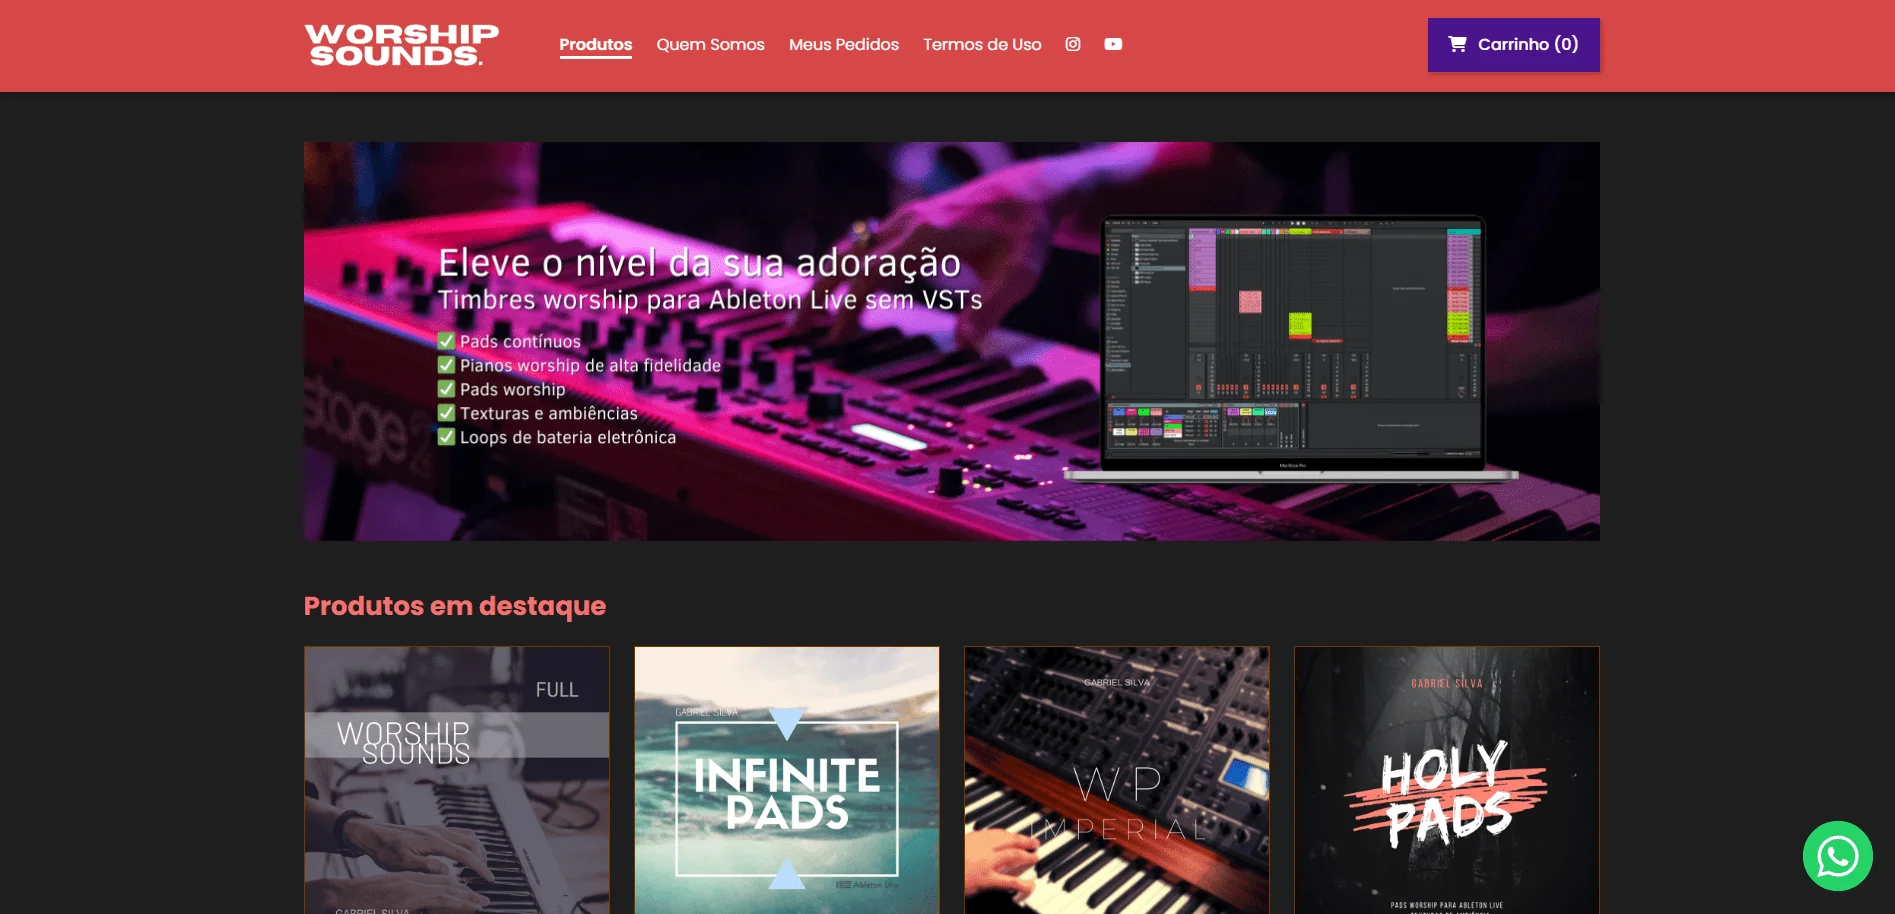 WORSHIP
SOUNDS.
Produtos
Quem Somos
Meus Pedidos
Termos de Uso
Carrinho (0)
Eleve o nível da sua adoração
Timbres worship para Ableton Live sem VSTs
✅ Pads contínuos
✅ Pianos worship de alta fidelidade
✅ Pads worship
✅ Texturas e ambiências
✅ Loops de bateria eletrônica
stage
MacBook Pro
Produtos em destaque
FULL
WORSHIP
SOUNDS
GABRIEL SILVA
GABRIEL SILVA
INFINITE
PADS
Ableton Live
GABRIEL SILVA
WP
IMPERIAL
GABRIEL SILVA
HOLY
PADS
PADS WORSHIP PARA ABLETON LIVE